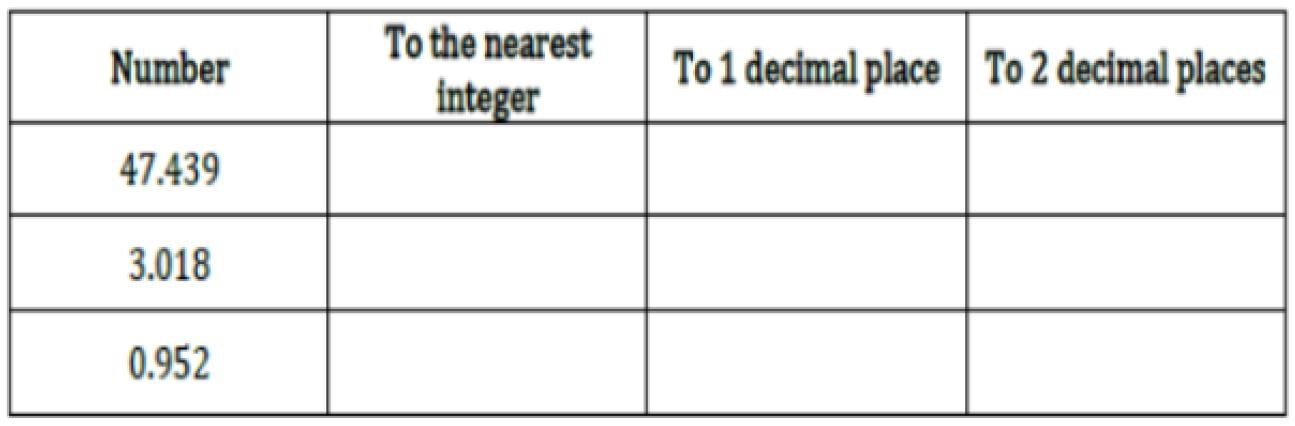 Number
To the nearest
integer
To 1 decimal place
To 2 decimal places
47.439
3.018
0.952